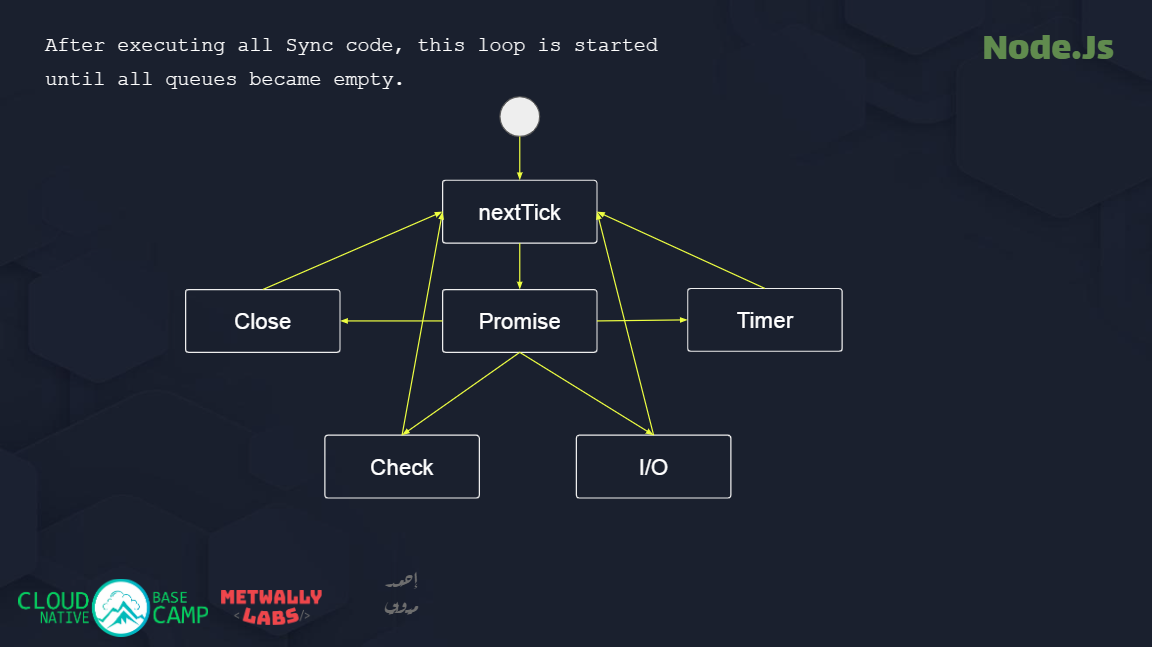 After executing all Sync code, this loop is started
until all queues became empty.
Node.Js
nextTick
Close
Promise
Timer
Check
I/O
CLOUD
NATIVE
BASE
CAMP
METWALLY
<LABS/>
إحمد